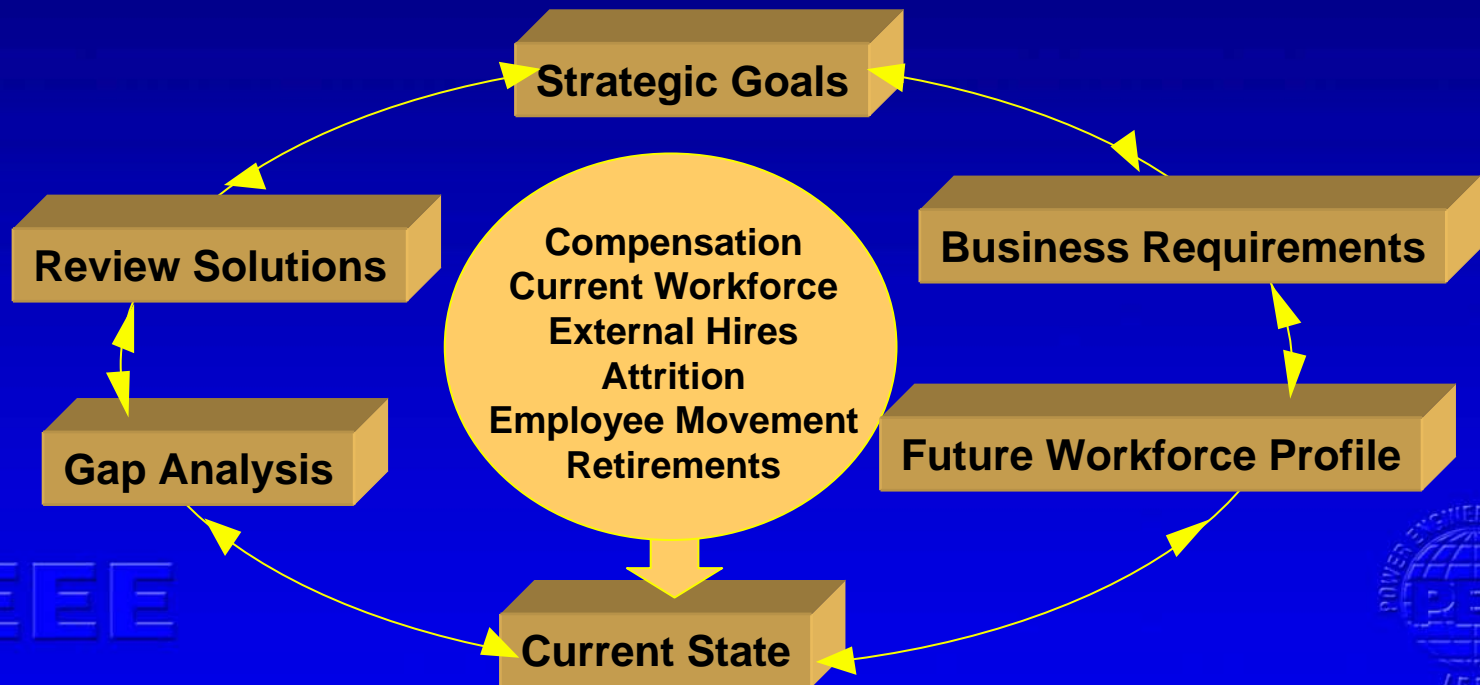 Strategic Goals
Review Solutions
Business Requirements
Compensation
Current Workforce
External Hires
Attrition
Employee Movement
Retirements
Gap Analysis
Future Workforce Profile
Current State